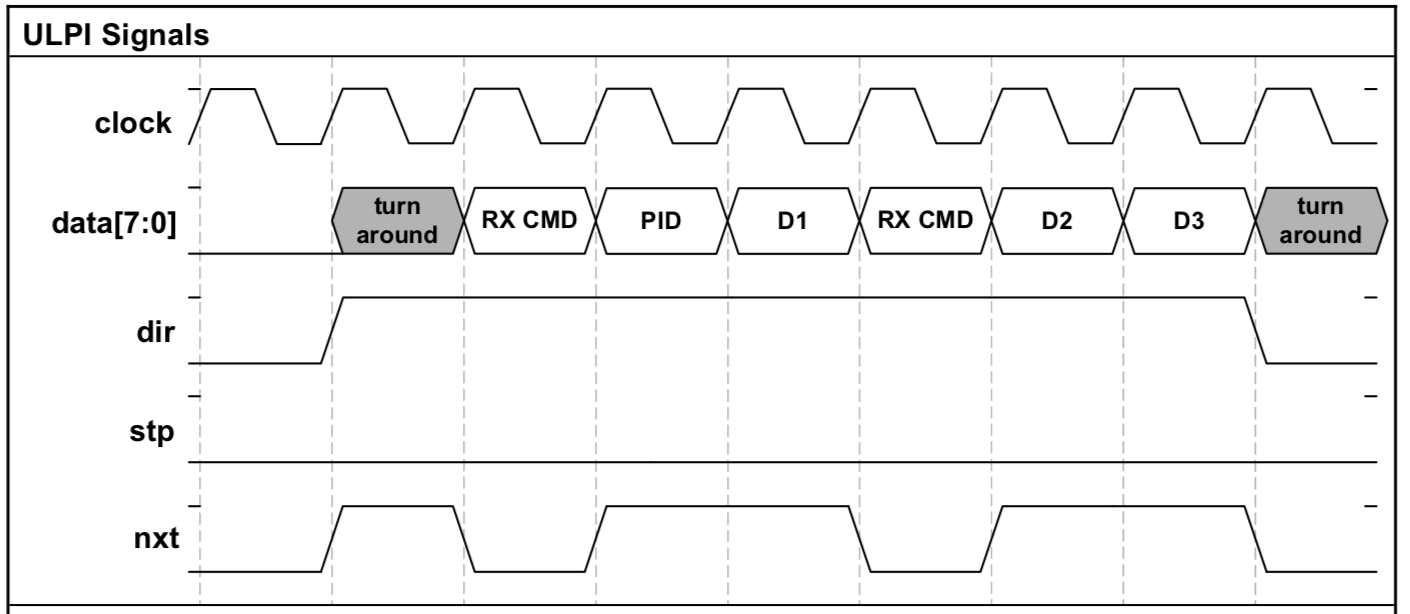 ULPI Signals
clock
data[7:0]
turn
around
RX CMD
PID
D1
RX CMD
D2
D3
turn
around
dir
stp
nxt